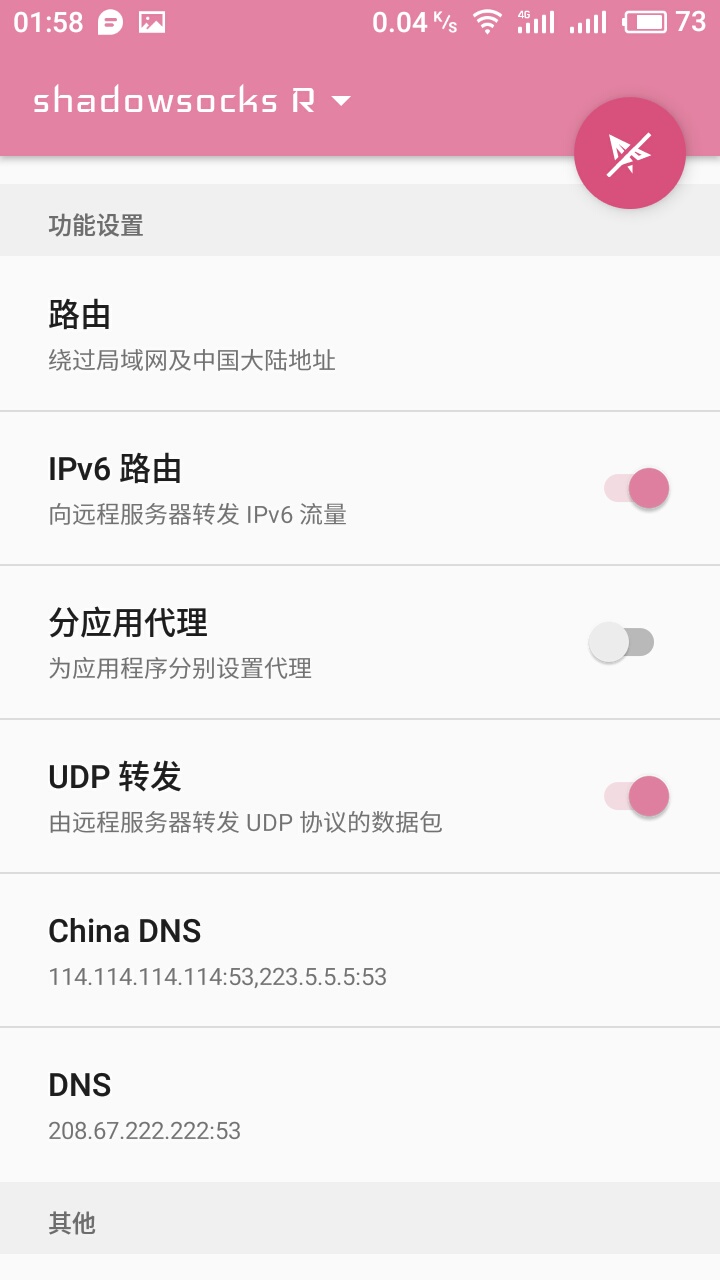 01:58 0.04 K/s 4G 73
shadowsocks R
功能设置
路由
绕过局域网及中国大陆地址
IPv6 路由
向远程服务器转发 IPv6 流量
分应用代理
为应用程序分别设置代理
UDP 转发
由远程服务器转发 UDP 协议的数据包
China DNS
114.114.114.114:53,223.5.5.5:53
DNS
208.67.222.222:53
其他